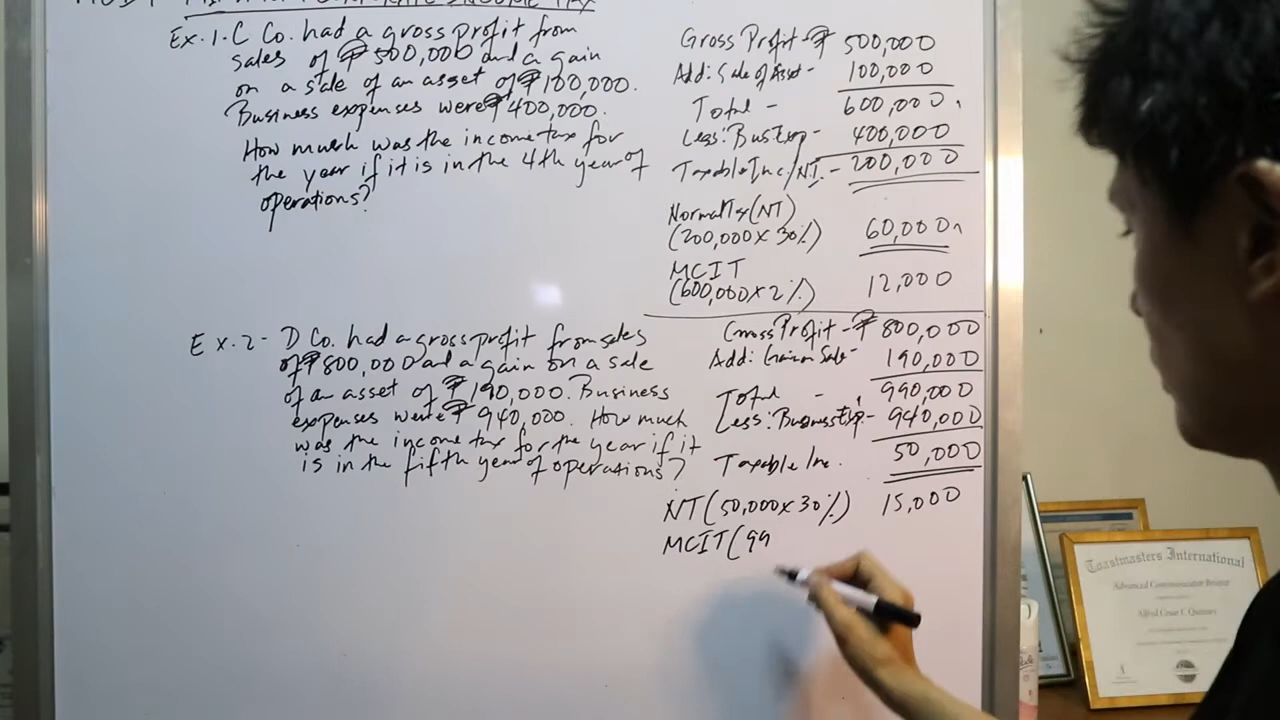 INCOME TAX
Ex. 1. C Co. had a gross profit from
sales of ₱500,000 and a gain
on a sale of an asset of ₱100,000.
Business expenses were ₱400,000.
How much was the income tax for
the year if it is in the 4th year of
operations?
Gross Profit - ₱ 500,000
Add: Sale of Asset - 100,000
Total - 600,000
Less: Bus Exp - 400,000
Taxable Inc./N.I. - 200,000
Normal Tx (NT)
(200,000 x 30%) 60,000
MCIT
(600,000 x 2%) 12,000
Ex. 2 - D Co. had a gross profit from sales
of ₱800,000 and a gain on a sale
of an asset of ₱190,000. Business
expenses were ₱940,000. How much
was the income tax for the year if it
is in the fifth year of operations?
Gross Profit - ₱ 800,000
Add: Gain on Sale - 190,000
Total - 990,000
Less: Business Exp - 940,000
Taxable Inc. 50,000
NT (50,000 x 30%) 15,000
MCIT (99
Toastmasters International
Advanced Communicator Bronze